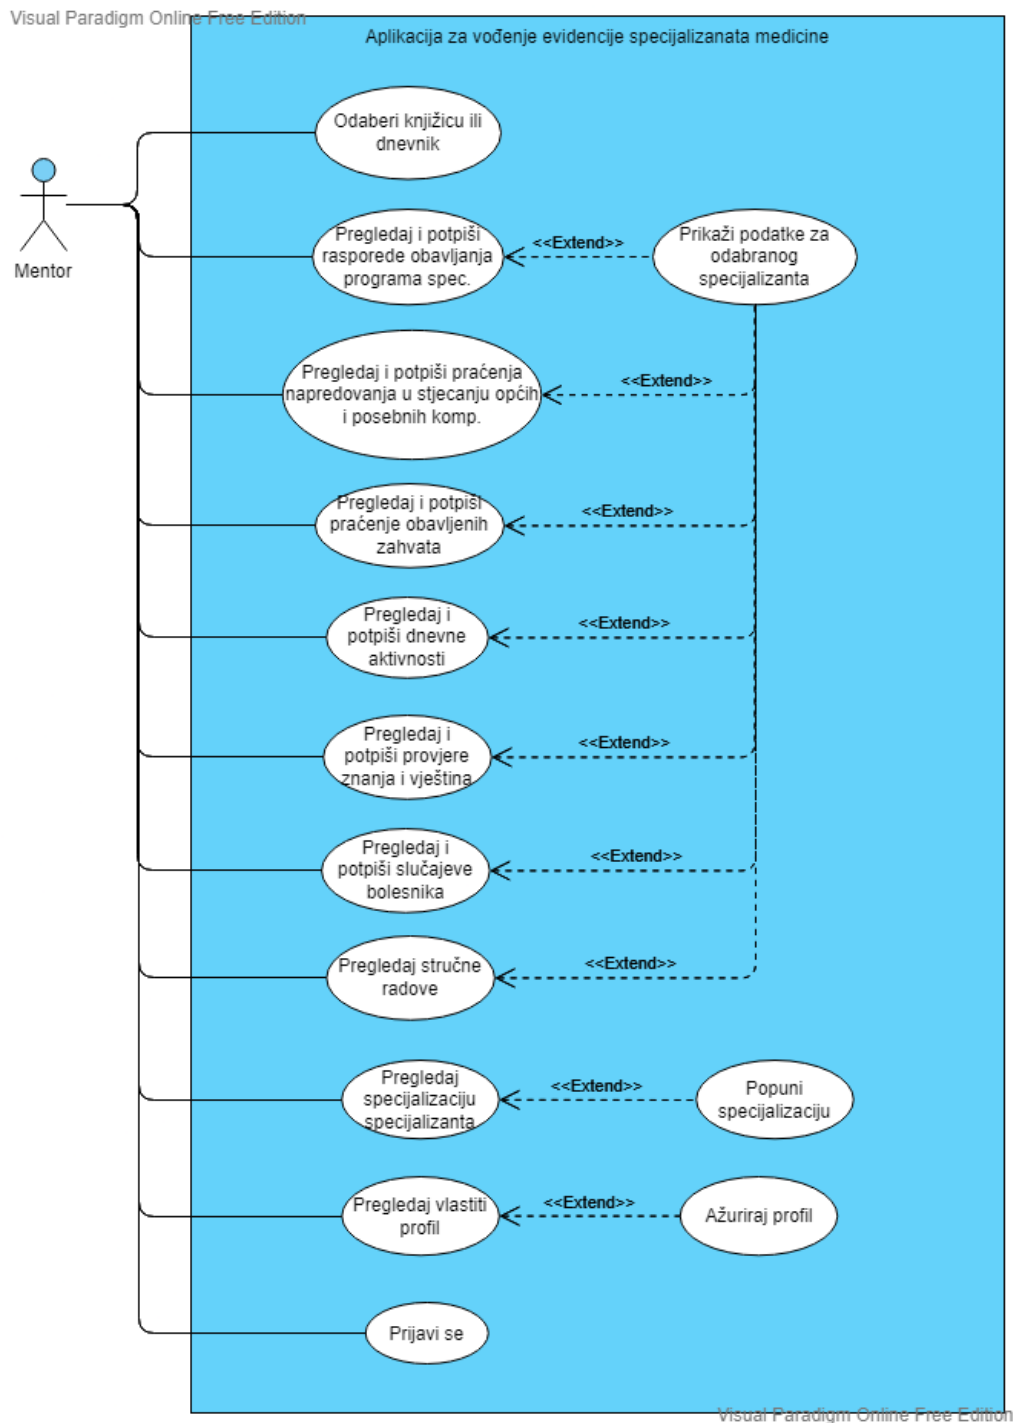 Visual Paradigm Online Free Edition
Aplikacija za vođenje evidencije specijalizanata medicine
Odaberi knjižicu ili
dnevnik
Mentor
Pregledaj i potpiši
rasporede obavljanja
programa spec.
<<Extend>>
Prikaži podatke za
odabranog
specijalizanta
Pregledaj i potpiši praćenja
napredovanja u stjecanju općih
i posebnih komp.
<<Extend>>
Pregledaj i potpiši
praćenje obavljenih
zahvata
<<Extend>>
Pregledaj i
potpiši dnevne
aktivnosti
<<Extend>>
Pregledaj i
potpiši provjere
znanja i vještina
<<Extend>>
Pregledaj i
potpiši slučajeve
bolesnika
<<Extend>>
Pregledaj stručne
radove
<<Extend>>
Pregledaj
specijalizaciju
specijalizanta
<<Extend>>
Popuni
specijalizaciju
Pregledaj vlastiti
profil
<<Extend>>
Ažuriraj profil
Prijavi se
Visual Paradigm Online Free Edition